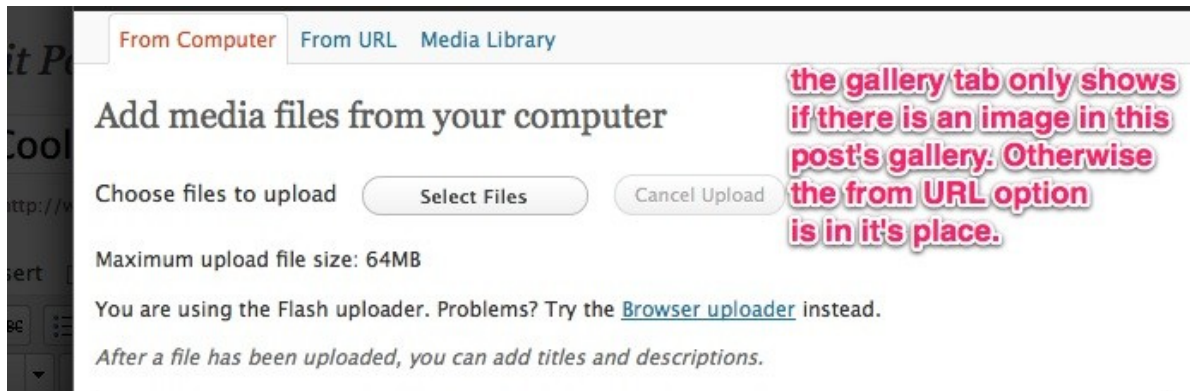 From Computer From URL Media Library
it P
Add media files from your computer
the gallery tab only shows
if there is an image in this
post's gallery. Otherwise
the from URL option
is in it's place.
Cool
Choose files to upload Select Files Cancel Upload
http://w
Maximum upload file size: 64MB
sert
You are using the Flash uploader. Problems? Try the Browser uploader instead.
After a file has been uploaded, you can add titles and descriptions.